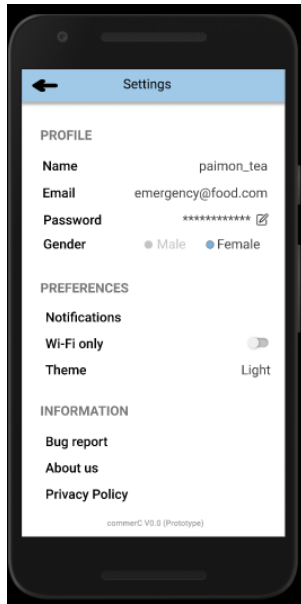 Settings
PROFILE
Name paimon_tea
Email emergency@food.com
Password ************
Gender Male Female
PREFERENCES
Notifications
Wi-Fi only
Theme Light
INFORMATION
Bug report
About us
Privacy Policy
commerC V0.0 (Prototype)